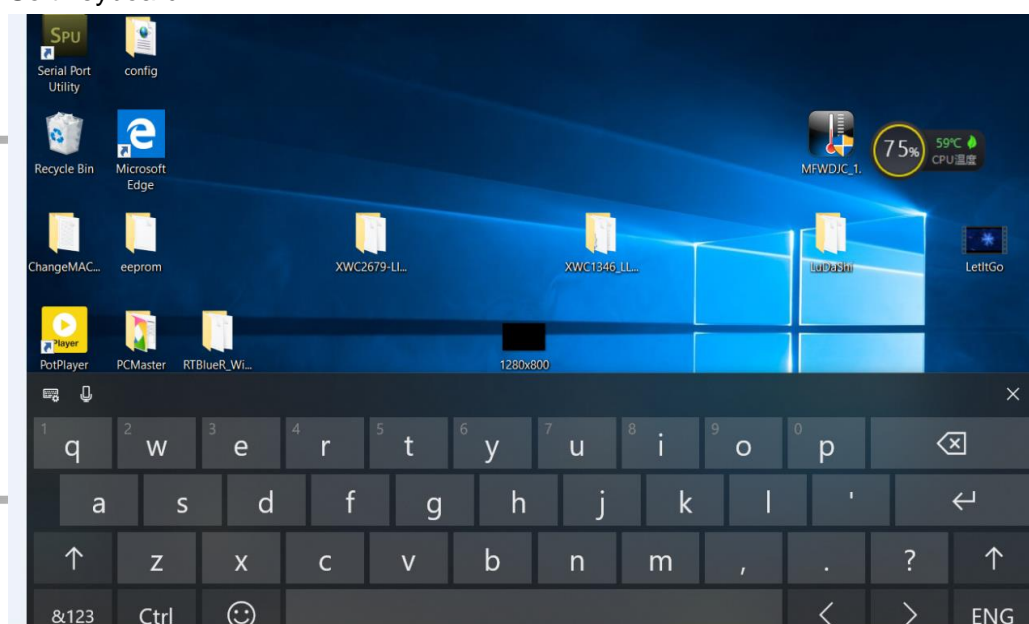 SPU
Serial Port
Utility
config
Recycle Bin
Microsoft
Edge
MFWDJC_1.
75%
59℃
CPU温度
ChangeMAC...
eeprom
XWC2679-LI...
XWC1346_LL...
LuDaShi
LetItGo
Player
PotPlayer
PCMaster
RTBlueR_Wi...
1280x800
1 q 2 w 3 e 4 r 5 t 6 y 7 u 8 i 9 o 0 p
a s d f g h j k l '
z x c v b n m , . ?
&123 Ctrl < > ENG